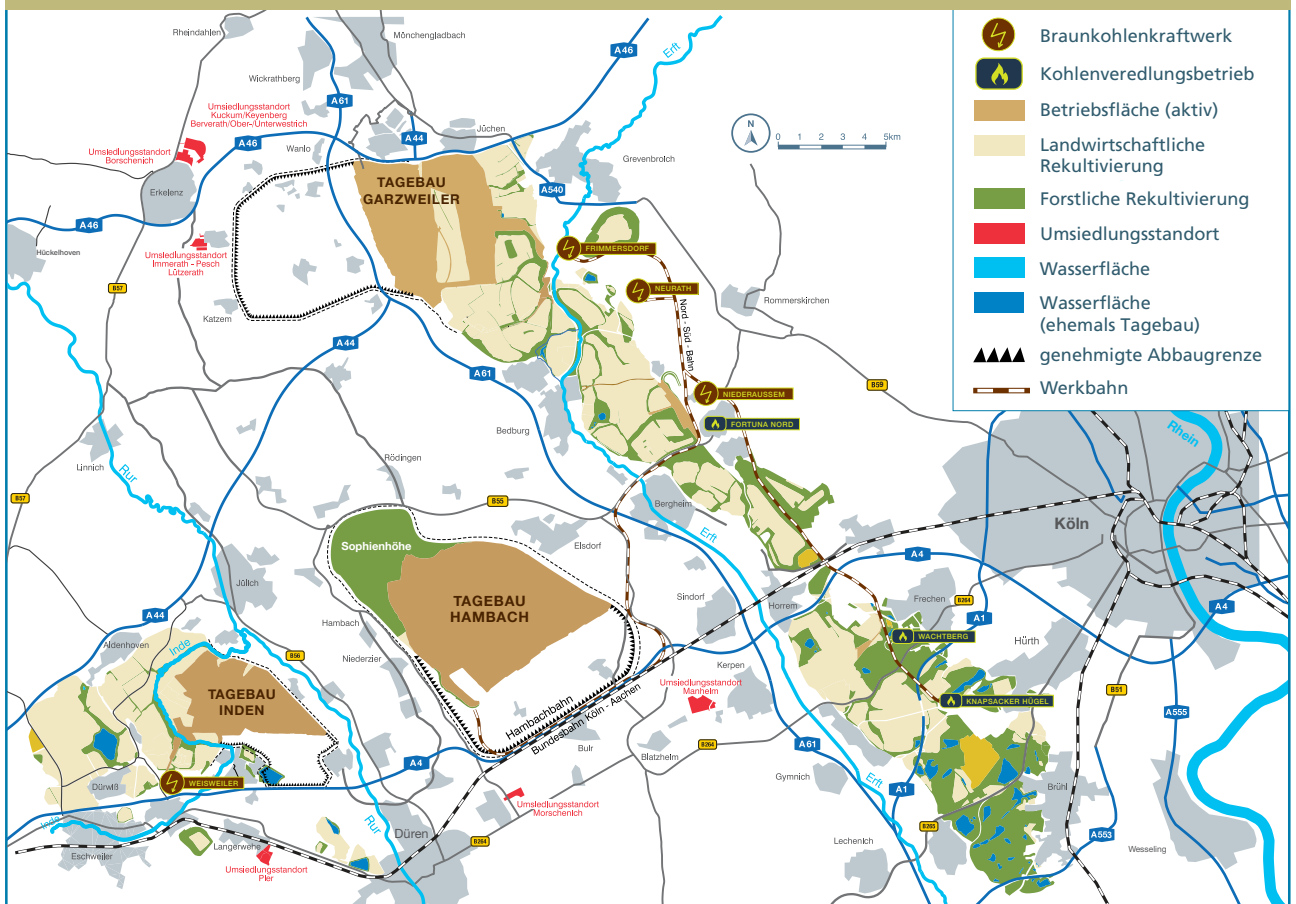 Braunkohlenkraftwerk
Kohlenveredlungsbetrieb
Betriebsfläche (aktiv)
Landwirtschaftliche
Rekultivierung
Forstliche Rekultivierung
Umsiedlungsstandort
Wasserfläche
Wasserfläche
(ehemals Tagebau)
genehmigte Abbaugrenze
Werkbahn
N
0 1 2 3 4 5km
Rheindahlen
Mönchengladbach
Erft
A46
Wickrathberg
A61
Umsiedlungsstandort
Kuckum/Keyenberg
Berverath/Ober-/Unterwestrich
A44
Jüchen
A46
Wanlo
Umsiedlungsstandort
Borschenich
Grevenbroich
Erkelenz
TAGEBAU
GARZWEILER
A540
A46
Hückelhoven
Umsiedlungsstandort
Immerath - Pesch
Lützerath
FRIMMERSDORF
B57
NEURATH
Rommerskirchen
Katzem
Nord - Süd - Bahn
A44
A61
B59
NIEDERAUSSEM
FORTUNA NORD
Bedburg
Rhein
Linnich
Rur
Rödingen
B57
B55
Bergheim
Köln
Erft
Sophienhöhe
Elsdorf
A4
Jülich
TAGEBAU
HAMBACH
Sindorf
Horrem
Frechen
B264
A1
A4
A44
Hambach
Aldenhoven
Inde
Niederzier
B56
WACHTBERG
Hürth
Kerpen
TAGEBAU
INDEN
Umsiedlungsstandort
Manheim
KNAPSACKER HÜGEL
B51
A555
Hambachbahn
Bundesbahn Köln - Aachen
Buir
B264
A61
Blatzheim
A4
Gymnich
WEISWEILER
Dürwiß
Erft
A1
Brühl
Umsiedlungsstandort
Morschenich
Inde
Rur
Düren
B265
A553
B264
Lechenich
Wesseling
Eschweiler
Langerwehe
Umsiedlungsstandort
Pier